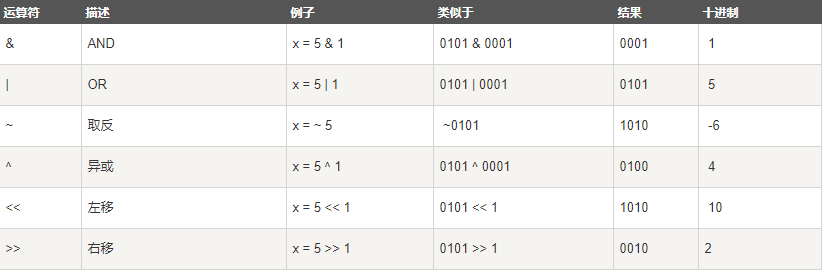 运算符 描述 例子 类似于 结果 十进制
& AND x = 5 & 1 0101 & 0001 0001 1
| OR x = 5 | 1 0101 | 0001 0101 5
~ 取反 x = ~ 5 ~0101 1010 -6
^ 异或 x = 5 ^ 1 0101 ^ 0001 0100 4
<< 左移 x = 5 << 1 0101 << 1 1010 10
>> 右移 x = 5 >> 1 0101 >> 1 0010 2